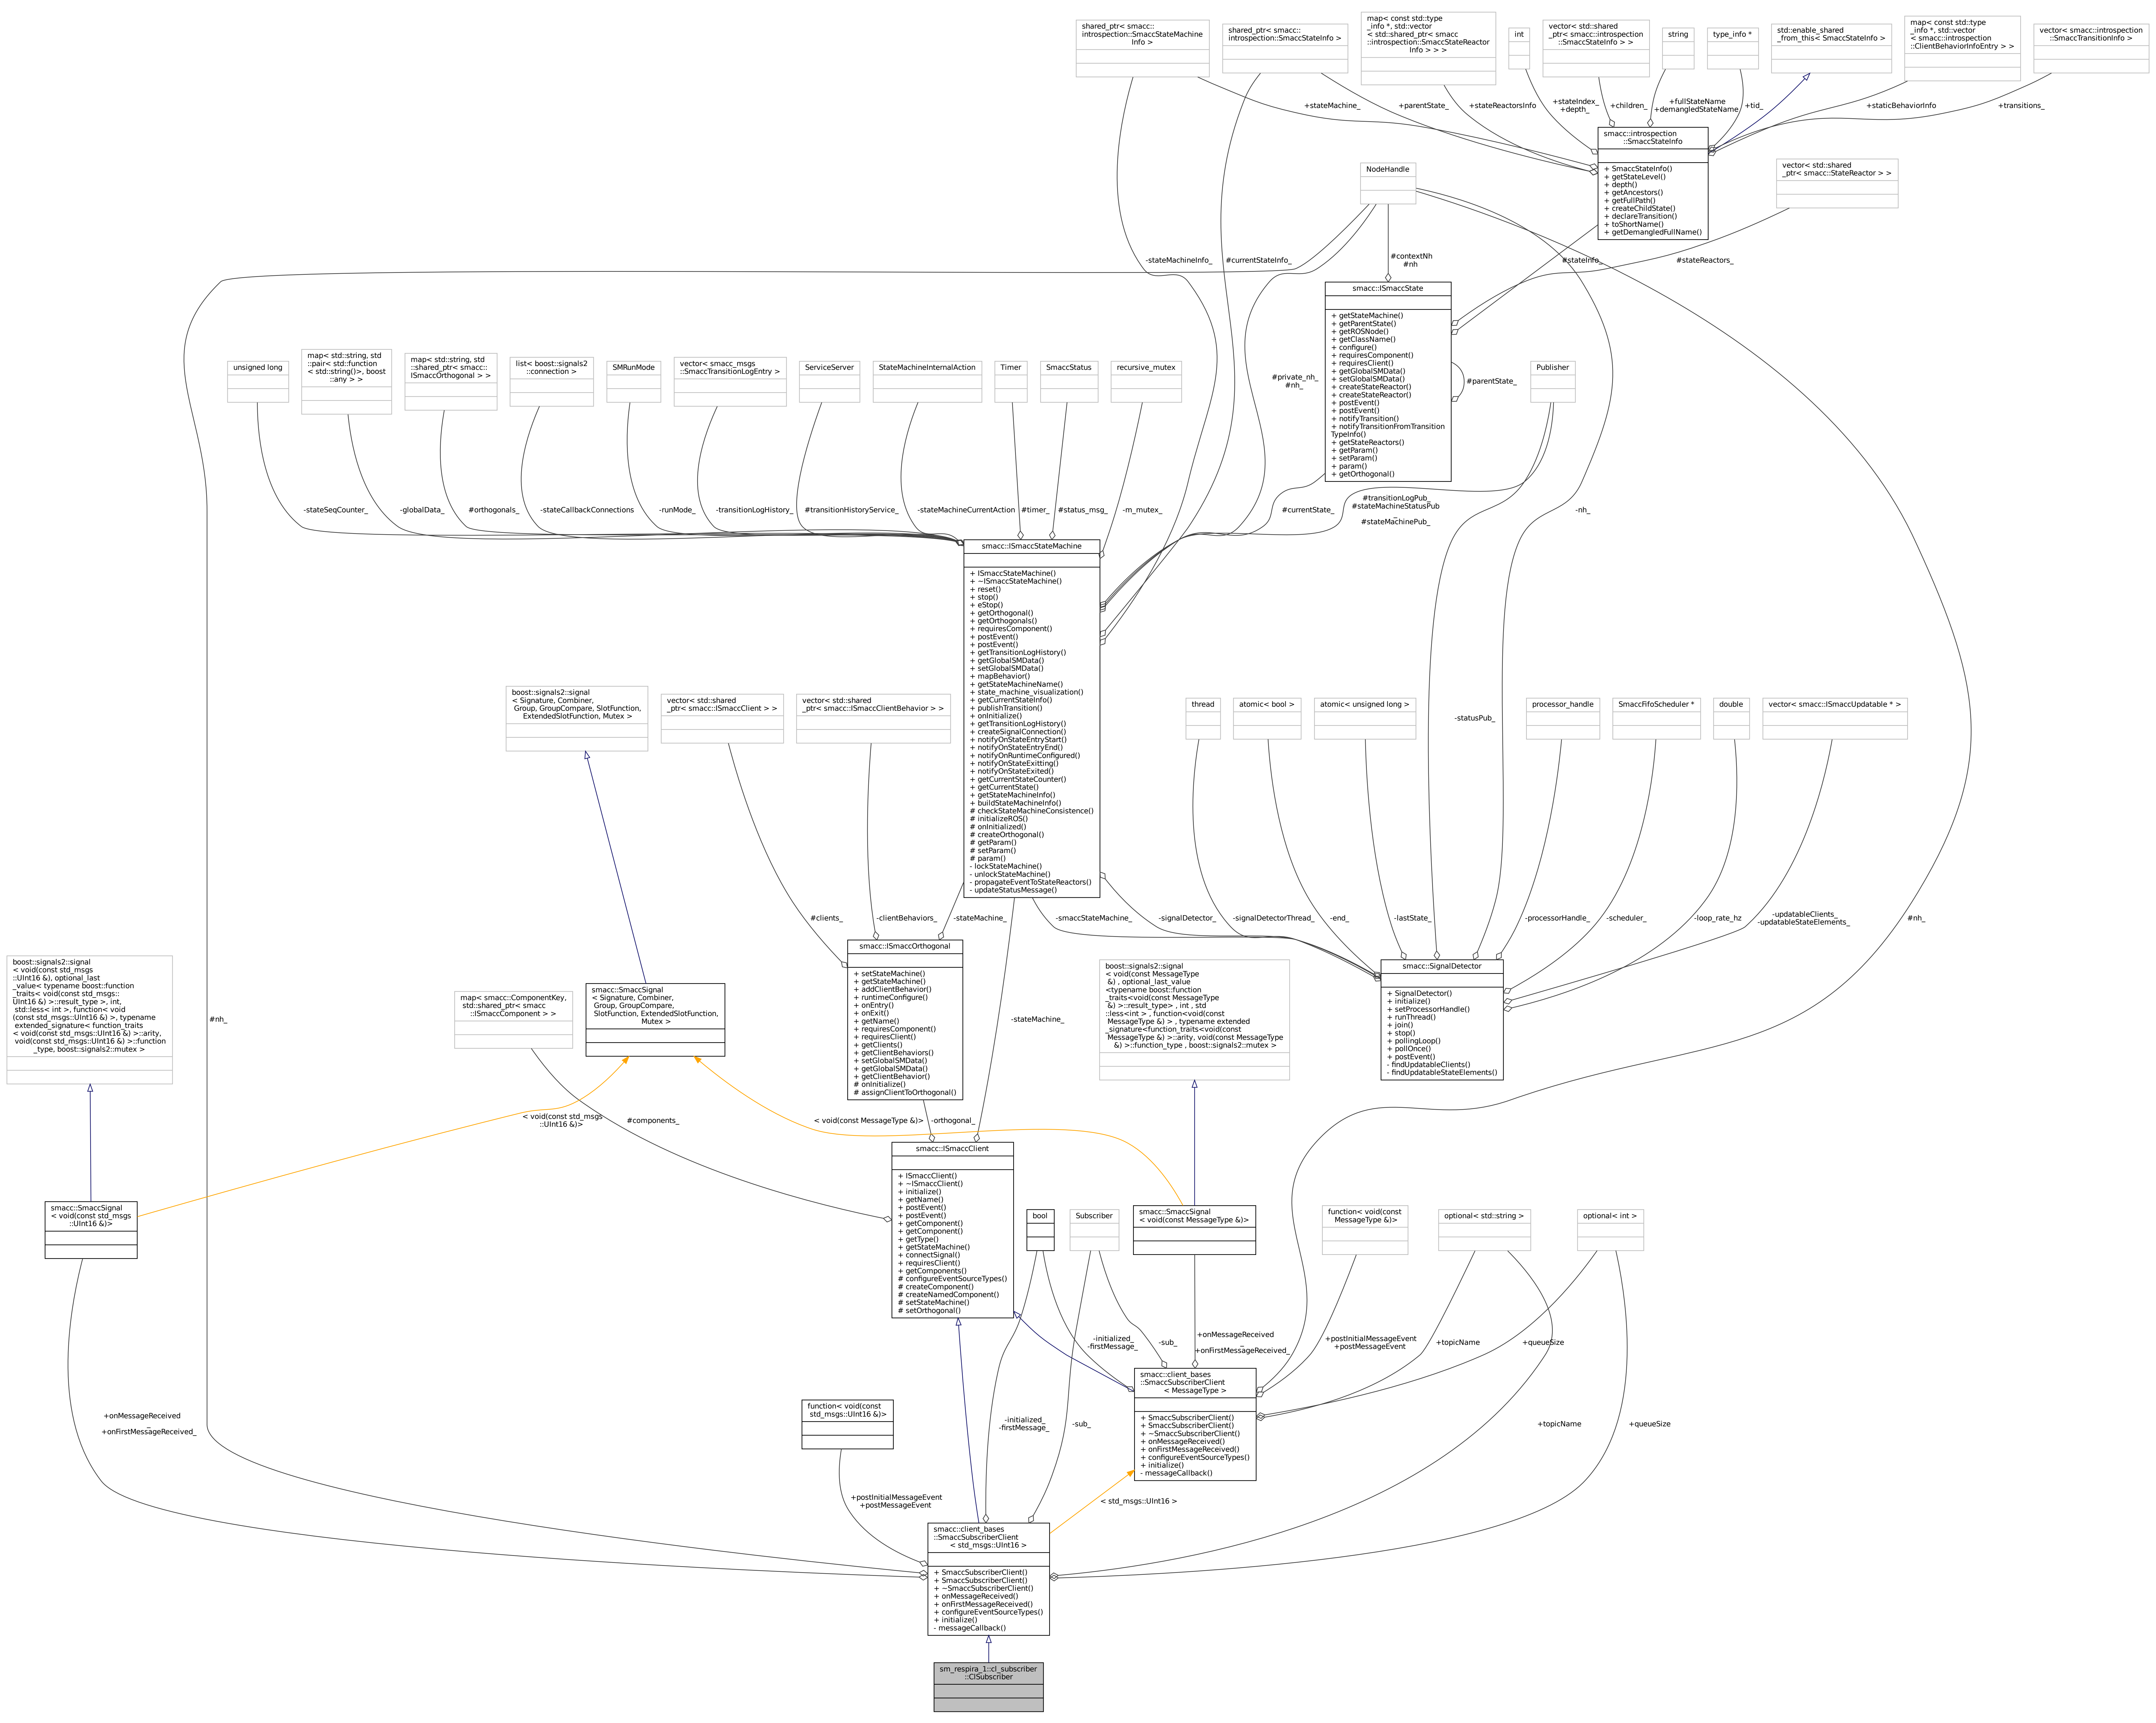 shared_ptr< smacc::
introspection::SmaccStateMachine
Info >
shared_ptr< smacc::
introspection::SmaccStateInfo >
map< const std::type
_info *, std::vector
< std::shared_ptr< smacc
::introspection::SmaccStateReactor
Info > > >
int
vector< std::shared
_ptr< smacc::introspection
::SmaccStateInfo > >
string
type_info *
std::enable_shared
_from_this< SmaccStateInfo >
map< const std::type
_info *, std::vector
< smacc::introspection
::ClientBehaviorInfoEntry > >
vector< smacc::introspection
::SmaccTransitionInfo >
+stateMachine_
+parentState_
+stateReactorsInfo
+stateIndex_
+depth_
+children_
+fullStateName
+demangledStateName
+tid_
+staticBehaviorInfo
+transitions_
smacc::introspection
::SmaccStateInfo
+ SmaccStateInfo()
+ getStateLevel()
+ depth()
+ getAncestors()
+ getFullPath()
+ createChildState()
+ declareTransition()
+ toShortName()
+ getDemangledFullName()
NodeHandle
vector< std::shared
_ptr< smacc::StateReactor > >
-stateMachineInfo_
#currentStateInfo_
#contextNh
#nh
#stateInfo_
#stateReactors_
smacc::ISmaccState
+ getStateMachine()
+ getParentState()
+ getROSNode()
+ getClassName()
+ configure()
+ requiresComponent()
+ requiresClient()
+ getGlobalSMData()
+ setGlobalSMData()
+ createStateReactor()
+ createStateReactor()
+ postEvent()
+ postEvent()
+ notifyTransition()
+ notifyTransitionFromTransition
TypeInfo()
+ getStateReactors()
+ getParam()
+ setParam()
+ param()
+ getOrthogonal()
#parentState_
#private_nh_
#nh_
Publisher
unsigned long
map< std::string, std
::pair< std::function
< std::string()>, boost
::any > >
map< std::string, std
::shared_ptr< smacc::
ISmaccOrthogonal > >
list< boost::signals2
::connection >
SMRunMode
vector< smacc_msgs
::SmaccTransitionLogEntry >
ServiceServer
StateMachineInternalAction
Timer
SmaccStatus
recursive_mutex
-stateSeqCounter_
-globalData_
#orthogonals_
-stateCallbackConnections
-runMode_
-transitionLogHistory_
#transitionHistoryService_
-stateMachineCurrentAction
#timer_
#status_msg_
-m_mutex_
#currentState_
#transitionLogPub_
#stateMachineStatusPub
_
#stateMachinePub_
-nh_
smacc::ISmaccStateMachine
+ ISmaccStateMachine()
+ ~ISmaccStateMachine()
+ reset()
+ stop()
+ eStop()
+ getOrthogonal()
+ getOrthogonals()
+ requiresComponent()
+ postEvent()
+ postEvent()
+ getTransitionLogHistory()
+ getGlobalSMData()
+ setGlobalSMData()
+ mapBehavior()
+ getStateMachineName()
+ state_machine_visualization()
+ getCurrentStateInfo()
+ publishTransition()
+ onInitialize()
+ getTransitionLogHistory()
+ createSignalConnection()
+ notifyOnStateEntryStart()
+ notifyOnStateEntryEnd()
+ notifyOnRuntimeConfigured()
+ notifyOnStateExitting()
+ notifyOnStateExited()
+ getCurrentStateCounter()
+ getCurrentState()
+ getStateMachineInfo()
+ buildStateMachineInfo()
# checkStateMachineConsistence()
# initializeROS()
# onInitialized()
# createOrthogonal()
# getParam()
# setParam()
# param()
- lockStateMachine()
- unlockStateMachine()
- propagateEventToStateReactors()
- updateStatusMessage()
boost::signals2::signal
< Signature, Combiner,
Group, GroupCompare, SlotFunction,
ExtendedSlotFunction, Mutex >
vector< std::shared
_ptr< smacc::ISmaccClient > >
vector< std::shared
_ptr< smacc::ISmaccClientBehavior > >
thread
atomic< bool >
atomic< unsigned long >
processor_handle
SmaccFifoScheduler *
double
vector< smacc::ISmaccUpdatable * >
-statusPub_
#clients_
-clientBehaviors_
-stateMachine_
-smaccStateMachine_
-signalDetector_
-signalDetectorThread_
-end_
-lastState_
-processorHandle_
-scheduler_
-loop_rate_hz
-updatableClients_
-updatableStateElements_
#nh_
smacc::ISmaccOrthogonal
+ setStateMachine()
+ getStateMachine()
+ addClientBehavior()
+ runtimeConfigure()
+ onEntry()
+ onExit()
+ getName()
+ requiresComponent()
+ requiresClient()
+ getClients()
+ getClientBehaviors()
+ setGlobalSMData()
+ getGlobalSMData()
+ getClientBehavior()
# onInitialize()
# assignClientToOrthogonal()
smacc::SignalDetector
+ SignalDetector()
+ initialize()
+ setProcessorHandle()
+ runThread()
+ join()
+ stop()
+ pollingLoop()
+ pollOnce()
+ postEvent()
- findUpdatableClients()
- findUpdatableStateElements()
boost::signals2::signal
< void(const std_msgs
::UInt16 &), optional_last
_value< typename boost::function
_traits< void(const std_msgs::
UInt16 &) >::result_type >, int,
std::less< int >, function< void
(const std_msgs::UInt16 &) >, typename
extended_signature< function_traits
< void(const std_msgs::UInt16 &) >::arity,
void(const std_msgs::UInt16 &) >::function
_type, boost::signals2::mutex >
#nh_
map< smacc::ComponentKey,
std::shared_ptr< smacc
::ISmaccComponent > >
smacc::SmaccSignal
< Signature, Combiner,
Group, GroupCompare,
SlotFunction, ExtendedSlotFunction,
Mutex >
-stateMachine_
boost::signals2::signal
< void(const MessageType
&) , optional_last_value
<typename boost::function
_traits<void(const MessageType
&) >::result_type> , int , std
::less<int > , function<void(const
MessageType &) > , typename extended
_signature<function_traits<void(const
MessageType &) >::arity, void(const MessageType
&) >::function_type , boost::signals2::mutex >
< void(const std_msgs
::UInt16 &)>
#components_
< void(const MessageType &)>
-orthogonal_
smacc::ISmaccClient
+ ISmaccClient()
+ ~ISmaccClient()
+ initialize()
+ getName()
+ postEvent()
+ postEvent()
+ getComponent()
+ getComponent()
+ getType()
+ getStateMachine()
+ connectSignal()
+ requiresClient()
+ getComponents()
# configureEventSourceTypes()
# createComponent()
# createNamedComponent()
# setStateMachine()
# setOrthogonal()
smacc::SmaccSignal
< void(const std_msgs
::UInt16 &)>
bool
Subscriber
smacc::SmaccSignal
< void(const MessageType &)>
function< void(const
MessageType &)>
optional< std::string >
optional< int >
-initialized_
-firstMessage_
-sub_
+onMessageReceived
_
+onFirstMessageReceived_
+postInitialMessageEvent
+postMessageEvent
+topicName
+queueSize
smacc::client_bases
::SmaccSubscriberClient
< MessageType >
+ SmaccSubscriberClient()
+ SmaccSubscriberClient()
+ ~SmaccSubscriberClient()
+ onMessageReceived()
+ onFirstMessageReceived()
+ configureEventSourceTypes()
+ initialize()
- messageCallback()
+onMessageReceived
_
+onFirstMessageReceived_
function< void(const
std_msgs::UInt16 &)>
-initialized_
-firstMessage_
-sub_
+topicName
+queueSize
+postInitialMessageEvent
+postMessageEvent
< std_msgs::UInt16 >
smacc::client_bases
::SmaccSubscriberClient
< std_msgs::UInt16 >
+ SmaccSubscriberClient()
+ SmaccSubscriberClient()
+ ~SmaccSubscriberClient()
+ onMessageReceived()
+ onFirstMessageReceived()
+ configureEventSourceTypes()
+ initialize()
- messageCallback()
sm_respira_1::cl_subscriber
::ClSubscriber